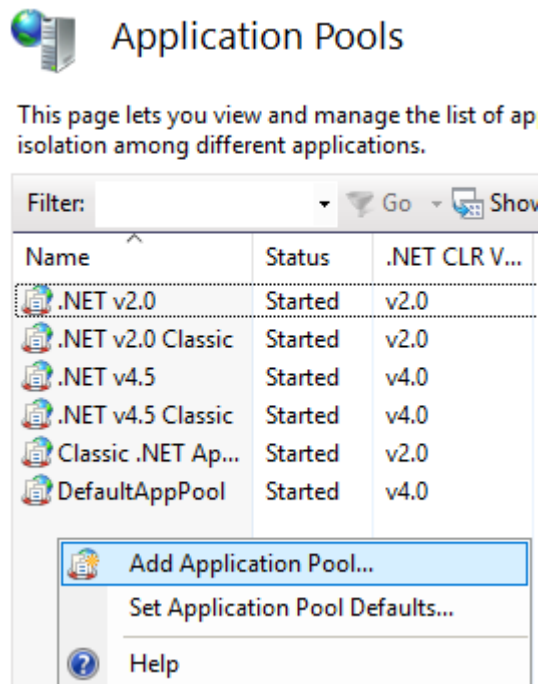 Application Pools
This page lets you view and manage the list of ap
isolation among different applications.
Filter: Go Show
Name Status .NET CLR V...
.NET v2.0 Started v2.0
.NET v2.0 Classic Started v2.0
.NET v4.5 Started v4.0
.NET v4.5 Classic Started v4.0
Classic .NET Ap... Started v2.0
DefaultAppPool Started v4.0
Add Application Pool...
Set Application Pool Defaults...
Help